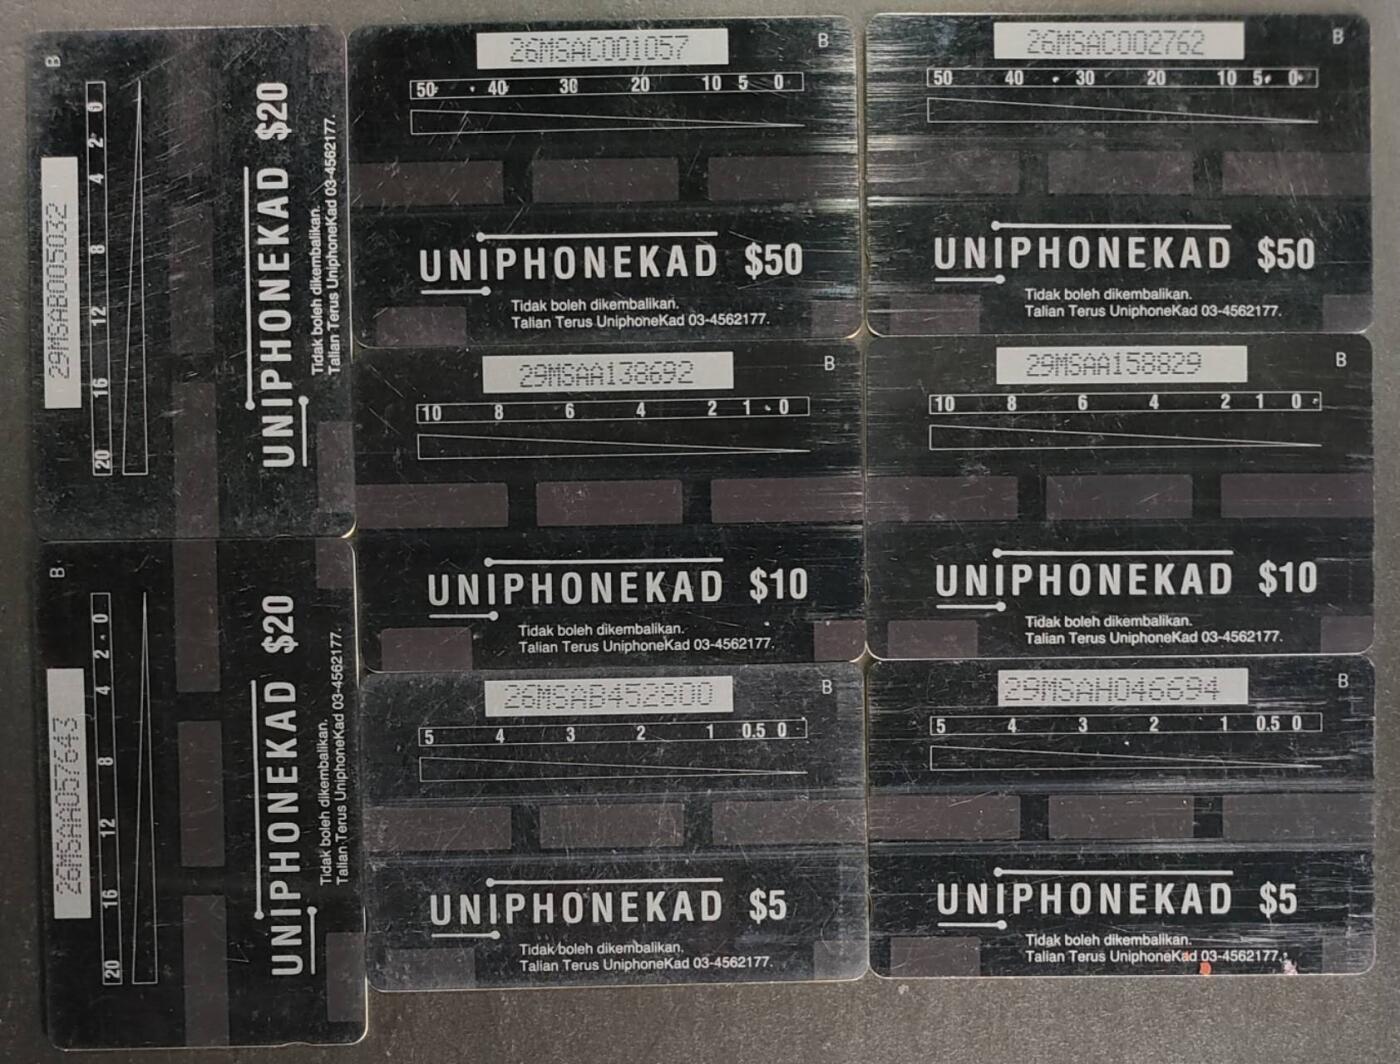 B
29MSAB005032
20 16 12 8 4 2 0
UNIPHONEKAD $20
Tidak boleh dikembalikan.
Talian Terus UniphoneKad 03-4562177.
B
26MSAA057643
20 16 12 8 4 2 0
UNIPHONEKAD $20
Tidak boleh dikembalikan.
Talian Terus UniphoneKad 03-4562177.
26MSAC001057 B
50 40 30 20 10 5 0
UNIPHONEKAD $50
Tidak boleh dikembalikan.
Talian Terus UniphoneKad 03-4562177.
26MSAC002762 B
50 40 30 20 10 5 0
UNIPHONEKAD $50
Tidak boleh dikembalikan.
Talian Terus UniphoneKad 03-4562177.
29MSAA138692 B
10 8 6 4 2 1 0
UNIPHONEKAD $10
Tidak boleh dikembalikan.
Talian Terus UniphoneKad 03-4562177.
29MSAA158829 B
10 8 6 4 2 1 0
UNIPHONEKAD $10
Tidak boleh dikembalikan.
Talian Terus UniphoneKad 03-4562177.
26MSAB452800 B
5 4 3 2 1 0.5 0
UNIPHONEKAD $5
Tidak boleh dikembalikan.
Talian Terus UniphoneKad 03-4562177.
29MSAH046694 B
5 4 3 2 1 0.5 0
UNIPHONEKAD $5
Tidak boleh dikembalikan.
Talian Terus UniphoneKad 03-4562177.